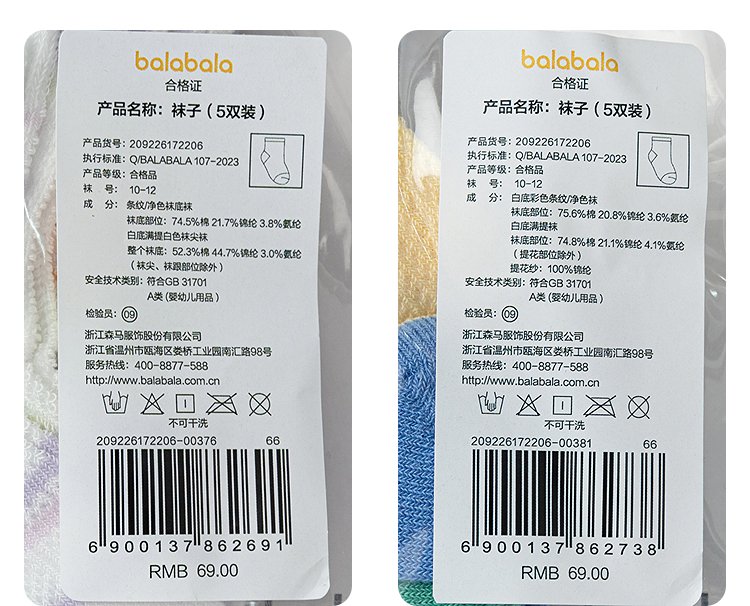 balabala
合格证
产品名称：袜子（5双装）
产品货号：209226172206
执行标准：Q/BALABALA 107-2023
产品等级：合格品
袜 号：10-12
成 分：条纹/净色袜底袜
袜底部位：74.5%棉 21.7%锦纶 3.8%氨纶
白底满提白色袜尖袜
整个袜底：52.3%棉 44.7%锦纶 3.0%氨纶
（袜尖、袜跟部位除外）
安全技术类别：符合GB 31701
A类（婴幼儿用品）
检验员：09
浙江森马服饰股份有限公司
浙江省温州市瓯海区娄桥工业园南汇路98号
服务热线：400-8877-588
http://www.balabala.com.cn
不可干洗
209226172206-00376 66
6 900137 862691
RMB 69.00
balabala
合格证
产品名称：袜子（5双装）
产品货号：209226172206
执行标准：Q/BALABALA 107-2023
产品等级：合格品
袜 号：10-12
成 分：白底彩色条纹/净色袜
袜底部位：75.6%棉 20.8%锦纶 3.6%氨纶
白底满提袜
袜底：74.8%棉 21.1%锦纶 4.1%氨纶
（提花部位除外）
提花纱：100%锦纶
安全技术类别：符合GB 31701
A类（婴幼儿用品）
检验员：09
浙江森马服饰股份有限公司
浙江省温州市瓯海区娄桥工业园南汇路98号
服务热线：400-8877-588
http://www.balabala.com.cn
不可干洗
209226172206-00381 66
6 900137 862738
RMB 69.00